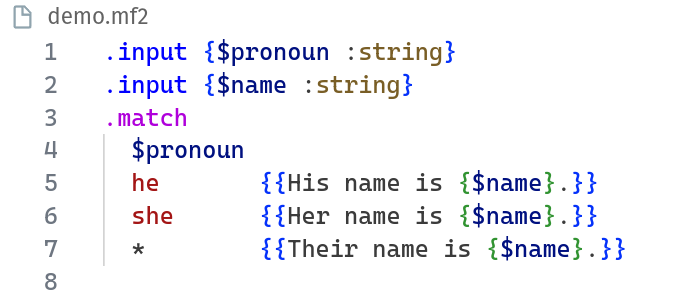 demo.mf2
1 .input {$pronoun :string}
2 .input {$name :string}
3 .match
4   $pronoun
5   he       {{His name is {$name}.}}
6   she      {{Her name is {$name}.}}
7   *        {{Their name is {$name}.}}
8